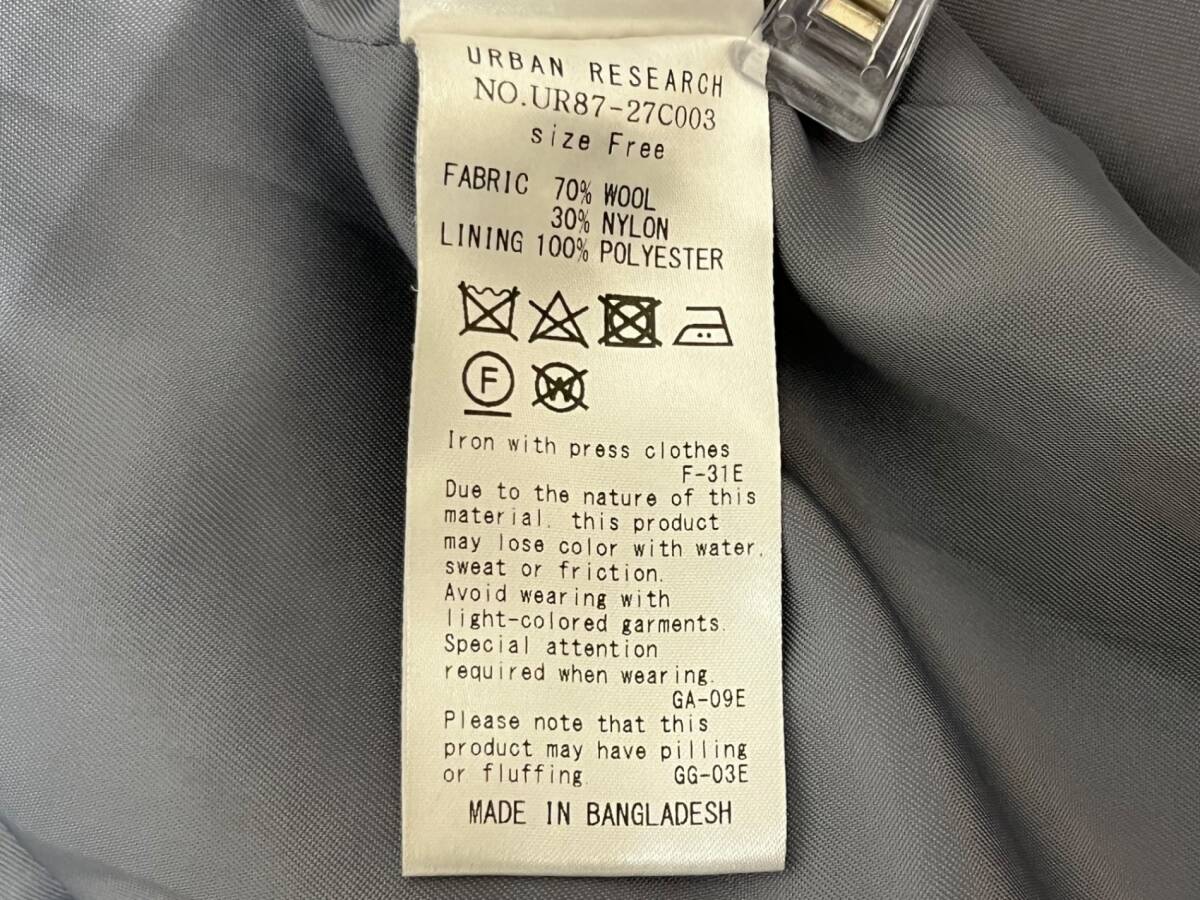 URBAN RESEARCH
NO.UR87-27C003
size Free
FABRIC 70% WOOL
30% NYLON
LINING 100% POLYESTER
F W
Iron with press clothes
F-31E
Due to the nature of this
material. this product
may lose color with water.
sweat or friction.
Avoid wearing with
light-colored garments.
Special attention
required when wearing.
GA-09E
Please note that this
product may have pilling
or fluffing. GG-03E
MADE IN BANGLADESH